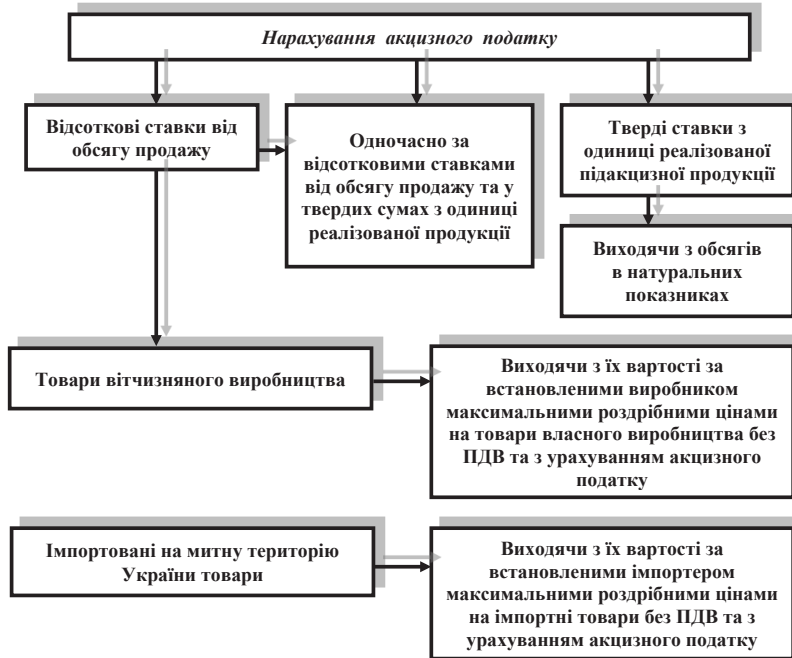 Нарахування акцизного податку
Відсоткові ставки від
обсягу продажу
Одночасно за
відсотковими ставками
від обсягу продажу та у
твердих сумах з одиниці
реалізованої продукції
Тверді ставки з
одиниці реалізованої
підакцизної продукції
Виходячи з обсягів
в натуральних
показниках
Товари вітчизняного виробництва
Виходячи з їх вартості за
встановленими виробником
максимальними роздрібними цінами
на товари власного виробництва без
ПДВ та з урахуванням акцизного
податку
Імпортовані на митну територію
України товари
Виходячи з їх вартості за
встановленими імпортером
максимальними роздрібними цінами
на імпортні товари без ПДВ та з
урахуванням акцизного податку